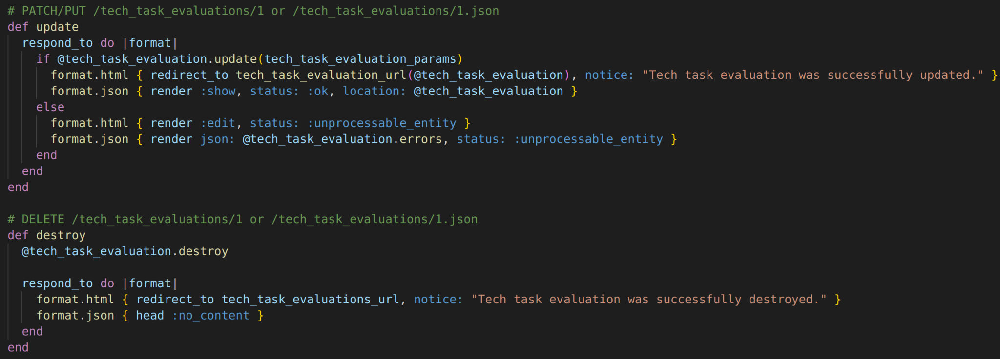 # PATCH/PUT /tech_task_evaluations/1 or /tech_task_evaluations/1.json
def update
  respond_to do |format|
    if @tech_task_evaluation.update(tech_task_evaluation_params)
      format.html { redirect_to tech_task_evaluation_url(@tech_task_evaluation), notice: "Tech task evaluation was successfully updated." }
      format.json { render :show, status: :ok, location: @tech_task_evaluation }
    else
      format.html { render :edit, status: :unprocessable_entity }
      format.json { render json: @tech_task_evaluation.errors, status: :unprocessable_entity }
    end
  end
end

# DELETE /tech_task_evaluations/1 or /tech_task_evaluations/1.json
def destroy
  @tech_task_evaluation.destroy

  respond_to do |format|
    format.html { redirect_to tech_task_evaluations_url, notice: "Tech task evaluation was successfully destroyed." }
    format.json { head :no_content }
  end
end